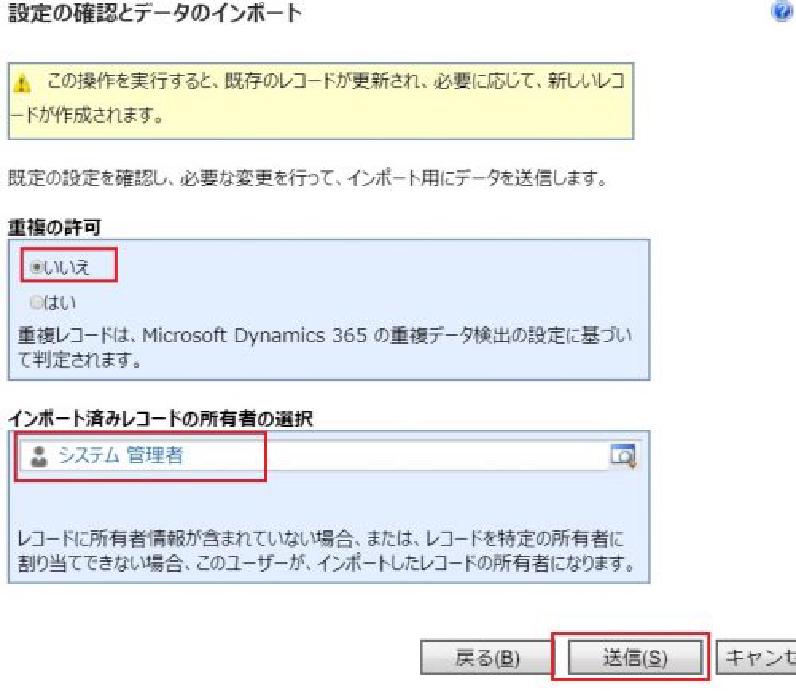 設定の確認とデータのインポート
この操作を実行すると、既存のレコードが更新され、必要に応じて、新しいレコ
ードが作成されます。
既定の設定を確認し、必要な変更を行って、インポート用にデータを送信します。
重複の許可
いいえ
はい
重複レコードは、Microsoft Dynamics 365 の重複データ検出の設定に基づい
て判定されます。
インポート済みレコードの所有者の選択
システム 管理者
レコードに所有者情報が含まれていない場合、または、レコードを特定の所有者に
割り当てできない場合、このユーザーが、インポートしたレコードの所有者になります。
戻る(B) 送信(S) キャンセ